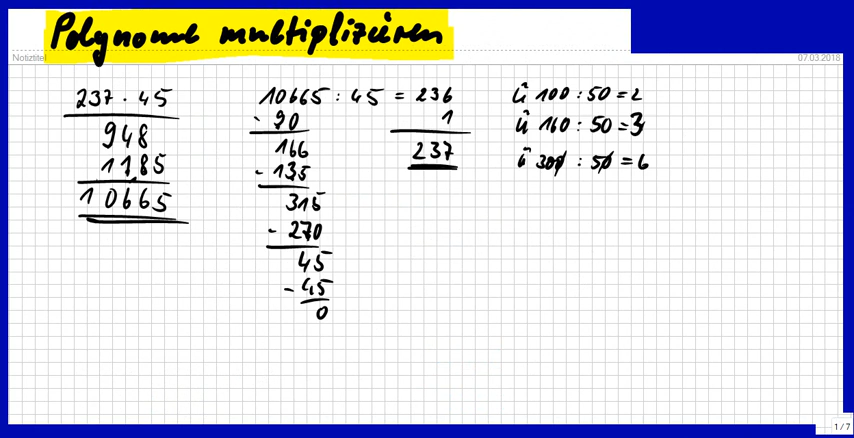 Polynome multiplizieren
Notiztitel
07.03.2018
237 · 45
948
1185
10665
10665 : 45 = 236
- 90
1
166
237
- 135
315
- 270
45
- 45
0
Ü 100 : 50 = 2
Ü 160 : 50 = 3
Ü 300 : 50 = 6
1 / 7